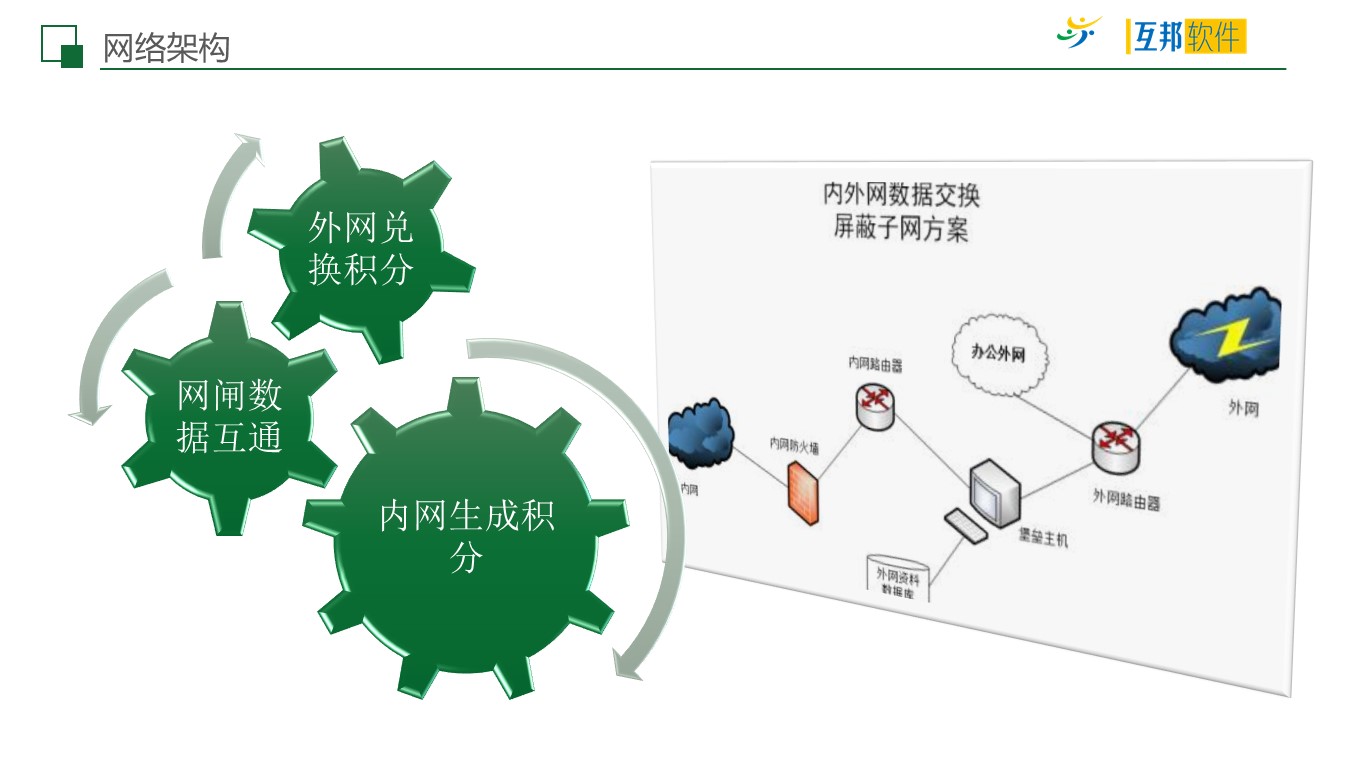 网络架构
互邦软件
外网兑
换积分
网闸数
据互通
内网生成积
分
内外网数据交换
屏蔽子网方案
办公外网
内网路由器
外网
内网防火墙
内网
外网路由器
堡垒主机
外网资料
数据库